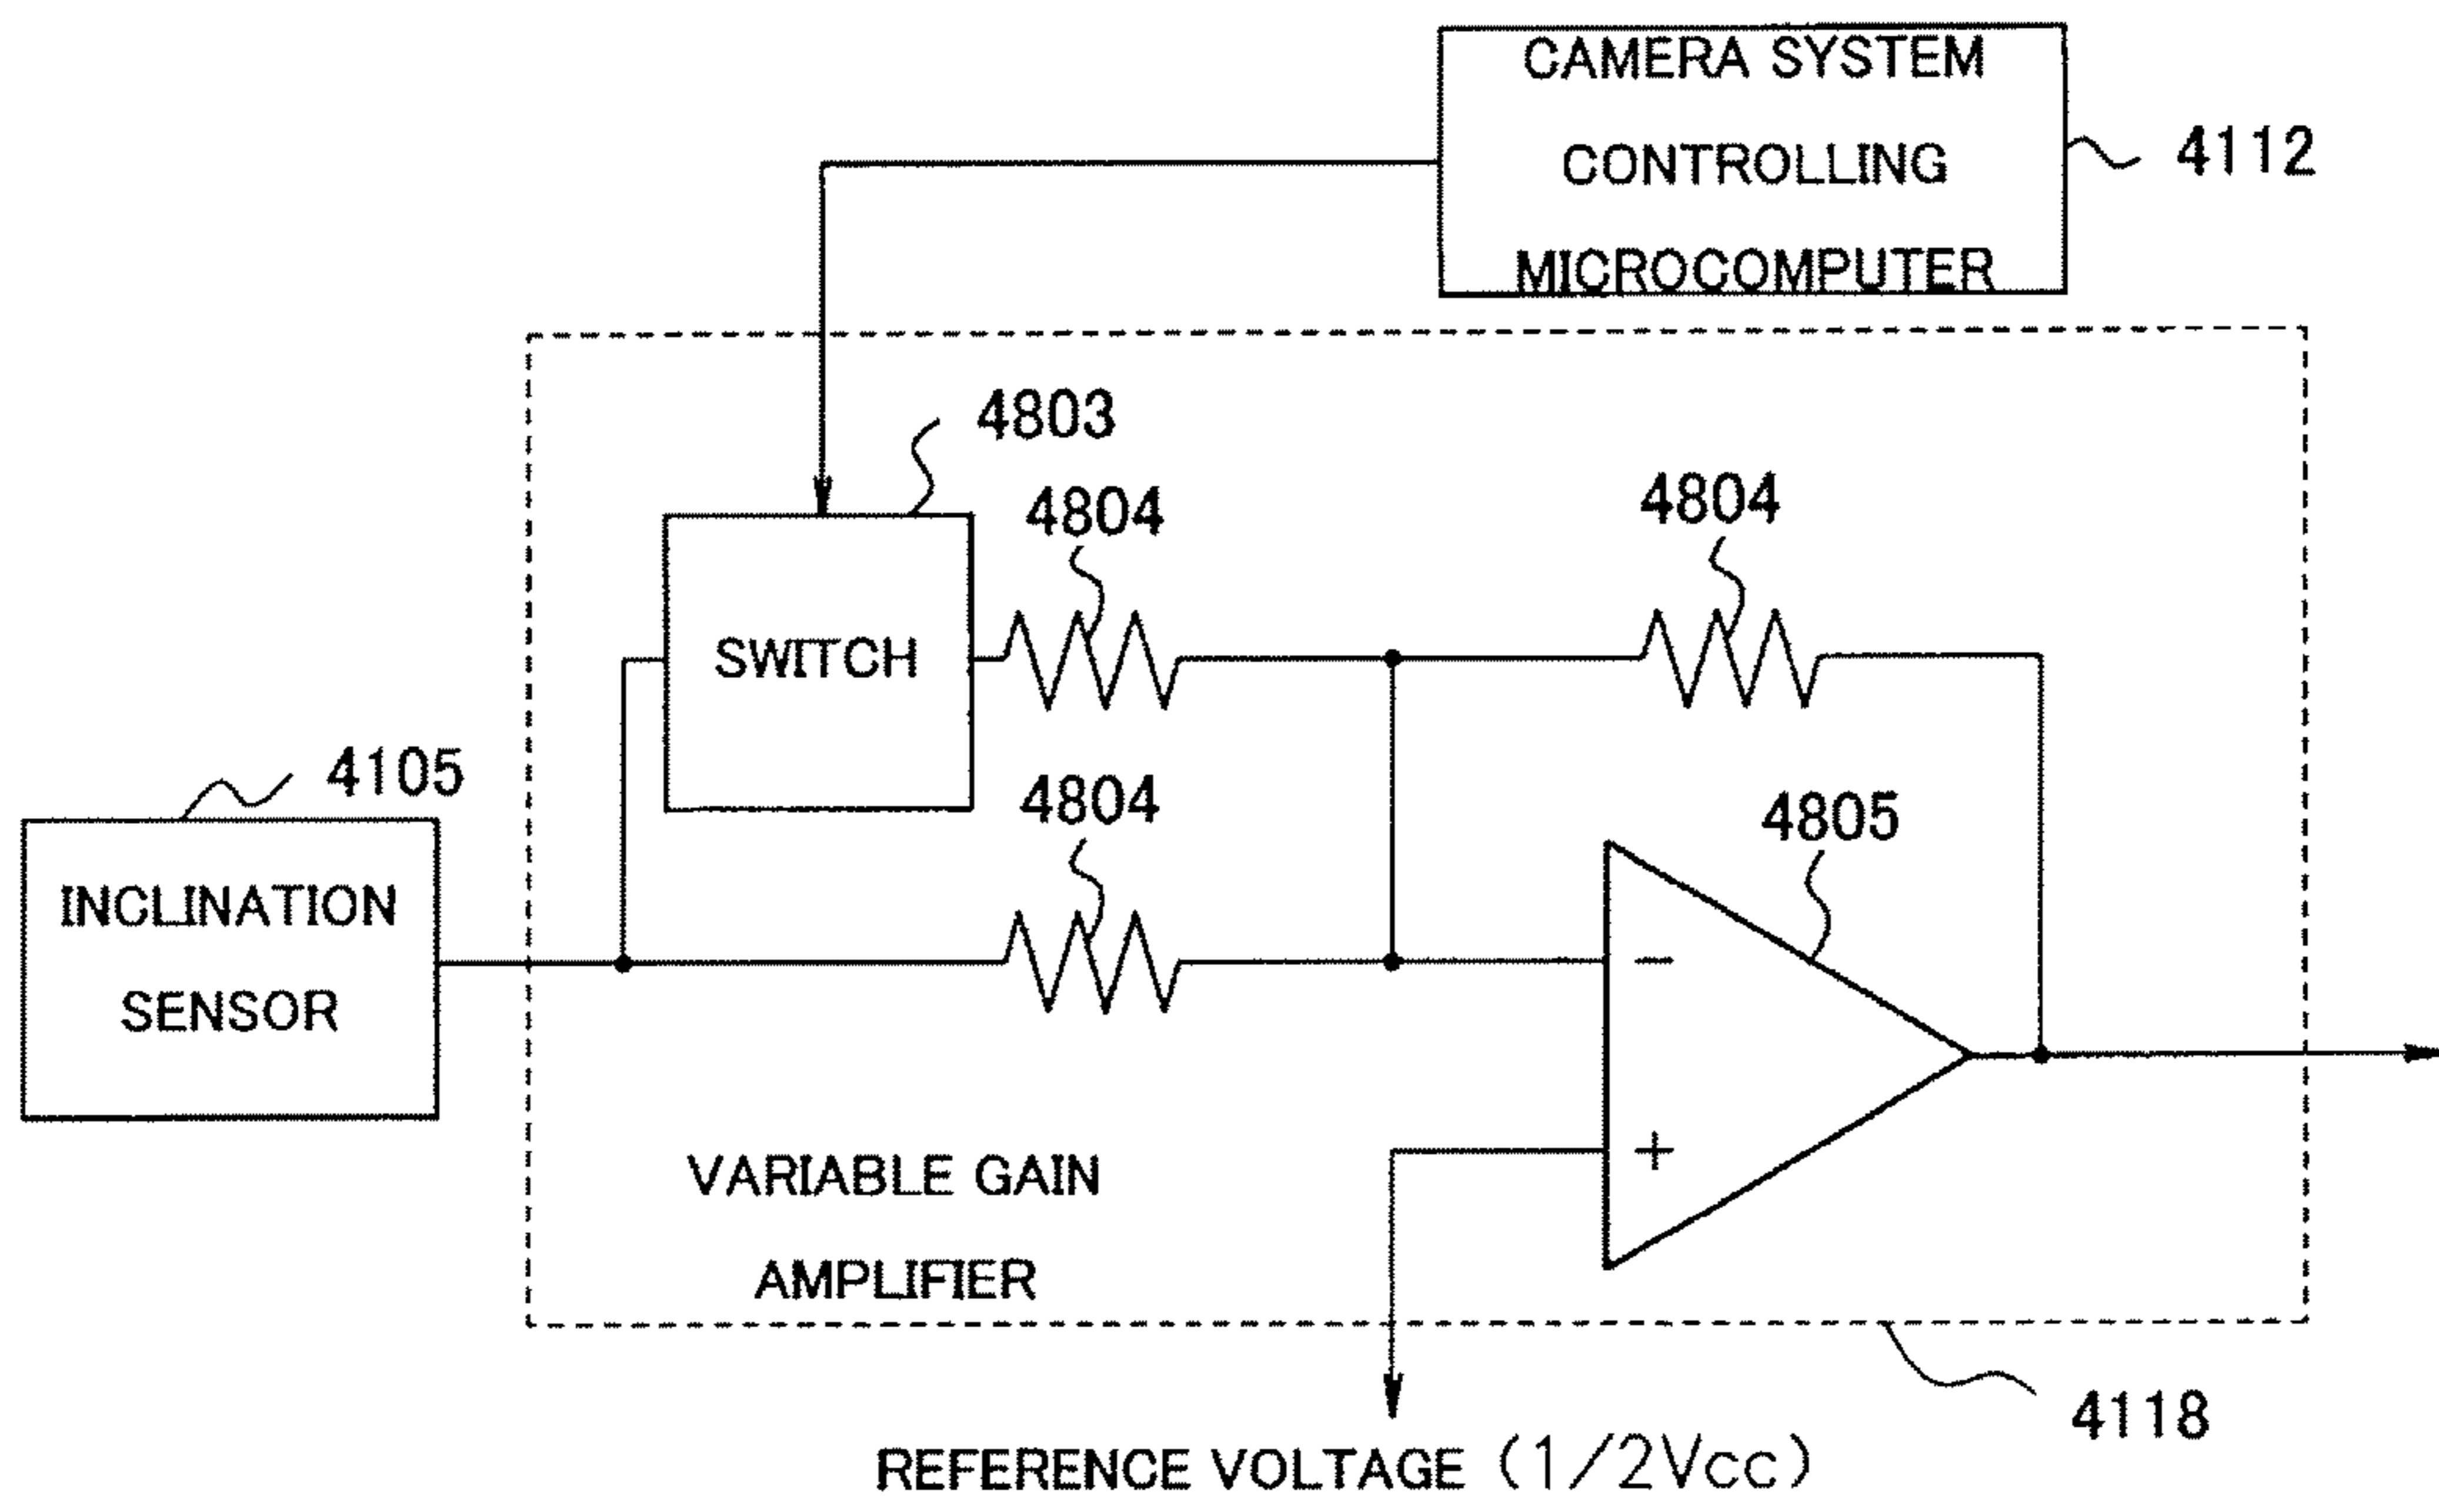 CAMERA SYSTEM
CONTROLLING
MICROCOMPUTER
4112
4803
4804
4804
SWITCH
4105
4804
4805
INCLINATION
SENSOR
-
+
VARIABLE GAIN
AMPLIFIER
4118
REFERENCE VOLTAGE (1/2Vcc)